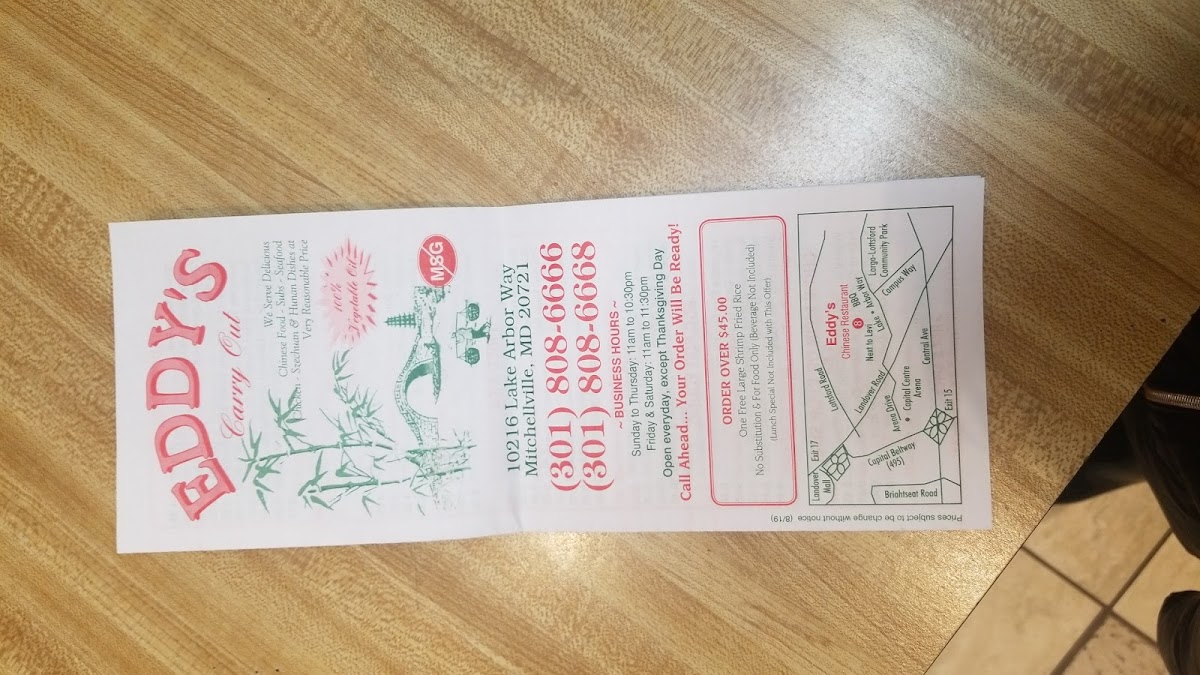 EDDY'S
Carry Out
We Serve Delicious
Chinese Food - Subs - Seafood
Chicken - Szechuan & Hunan Dishes at
Very Reasonable Price
100%
Vegetable Oil
MSG
10216 Lake Arbor Way
Mitchellville, MD 20721
(301) 808-6666
(301) 808-6668
~ BUSINESS HOURS ~
Sunday to Thursday: 11am to 10:30pm
Friday & Saturday: 11am to 11:30pm
Open everyday, except Thanksgiving Day
Call Ahead... Your Order Will Be Ready!
ORDER OVER $45.00
One Free Large Shrimp Fried Rice
No Substitution & For Food Only (Beverage Not Included)
(Lunch Special Not Included with This Offer)
Landord Road
Eddy's
Chinese Restaurant
8
Next to Levi BBQ
Lake Arbor Way
Largo-Lottsford
Community Park
Campus Way
Landover Road
Exit 17
Landover
Mall
Arena Drive
Capital Centre
Arena
Central Ave
Capital Beltway
(495)
Exit 15
Brightseat Road
Prices subject to be change without notice (8/19)